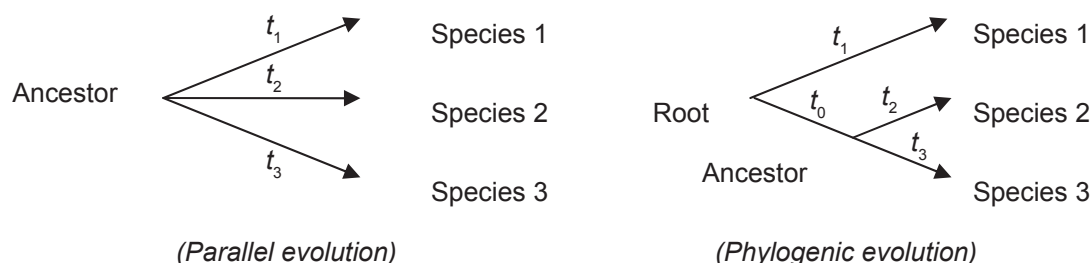 t1
Species 1
Ancestor
t2
Species 2
t3
Species 3
(Parallel evolution)
t1
Species 1
Root
t0
t2
Species 2
Ancestor
t3
Species 3
(Phylogenic evolution)